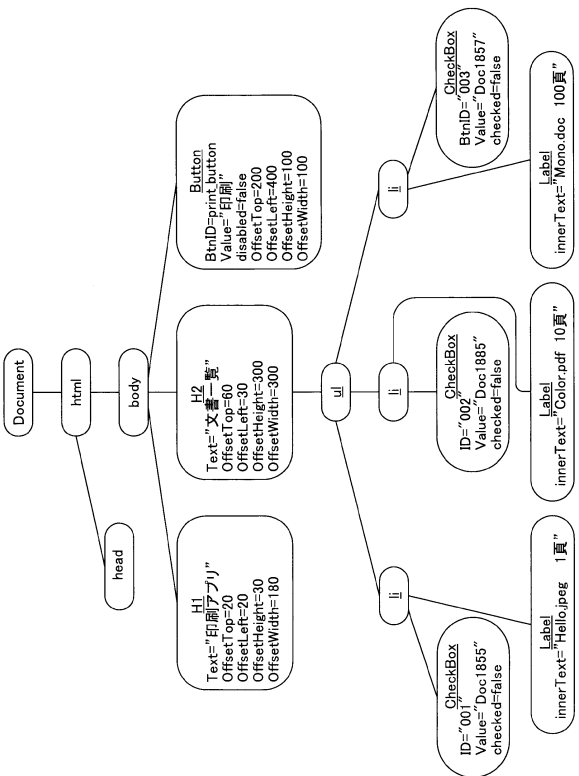 Document
html
head
body
H1
Text="印刷アプリ"
OffsetTop=20
OffsetLeft=20
OffsetHeight=30
OffsetWidth=180
H2
Text="文書一覧"
OffsetTop=60
OffsetLeft=30
OffsetHeight=300
OffsetWidth=300
Button
BtnID=print_button
Value="印刷"
disabled=false
OffsetTop=200
OffsetLeft=400
OffsetHeight=100
OffsetWidth=100
ul
li
li
li
CheckBox
ID="001"
Value="Doc1855"
checked=false
Label
innerText="Hello.jpeg 1頁"
CheckBox
ID="002"
Value="Doc1885"
checked=false
Label
innerText="Color.pdf 10頁"
CheckBox
BtnID="003"
Value="Doc1857"
checked=false
Label
innerText="Mono.doc 100頁"